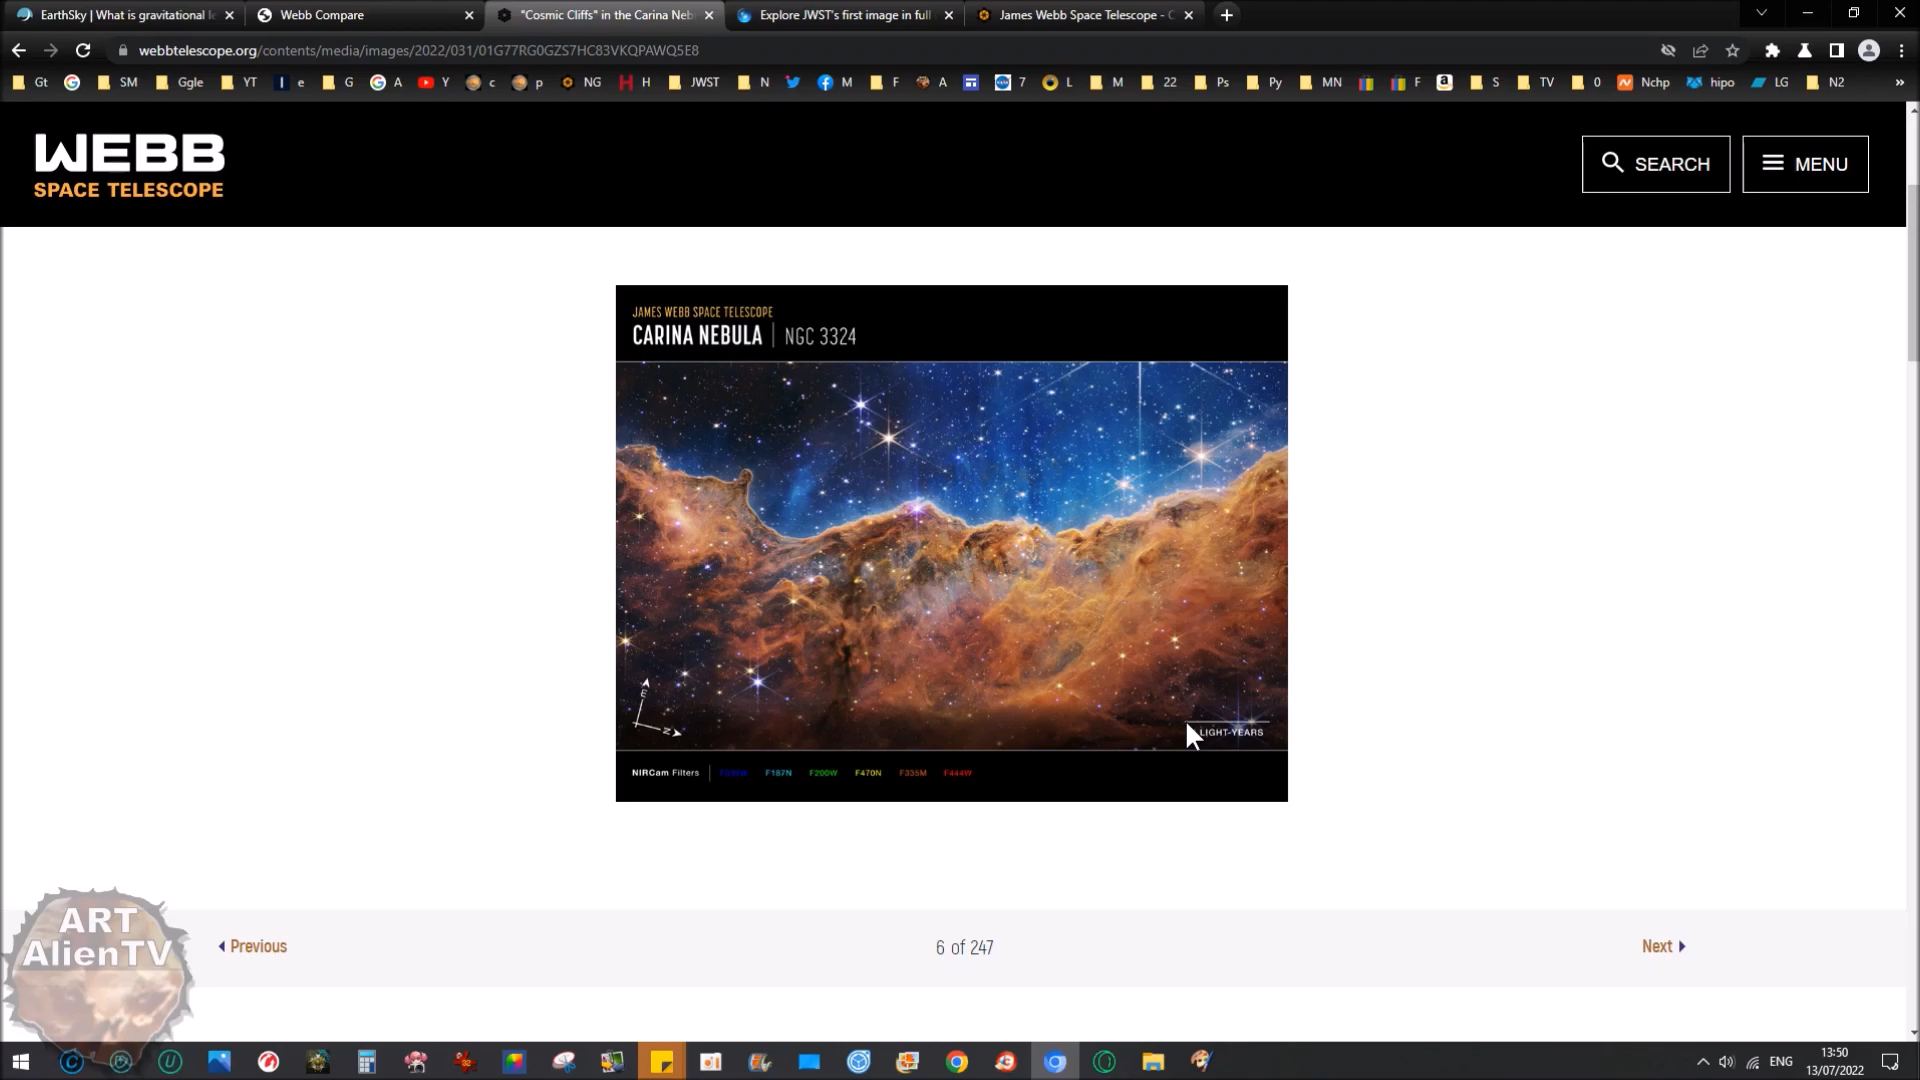 EarthSky | What is gravitational le
Webb Compare
"Cosmic Cliffs" in the Carina Neb
Explore JWST's first image in full
James Webb Space Telescope - C
webbtelescope.org/contents/media/images/2022/031/01G77RG0GZS7HC83VKQPAWQ5E8
Gt SM Ggle YT e G A Y c p NG H JWST N M F A 7 L M 22 Ps Py MN F S TV 0 Nchp hipo LG N2 »
WEBB
SPACE TELESCOPE
SEARCH
MENU
JAMES WEBB SPACE TELESCOPE
CARINA NEBULA | NGC 3324
E
N
LIGHT-YEARS
NIRCam Filters | F187N F200W F470N F335M F444W
ART
AlienTV
Previous
6 of 247
Next
ENG
13:50
13/07/2022